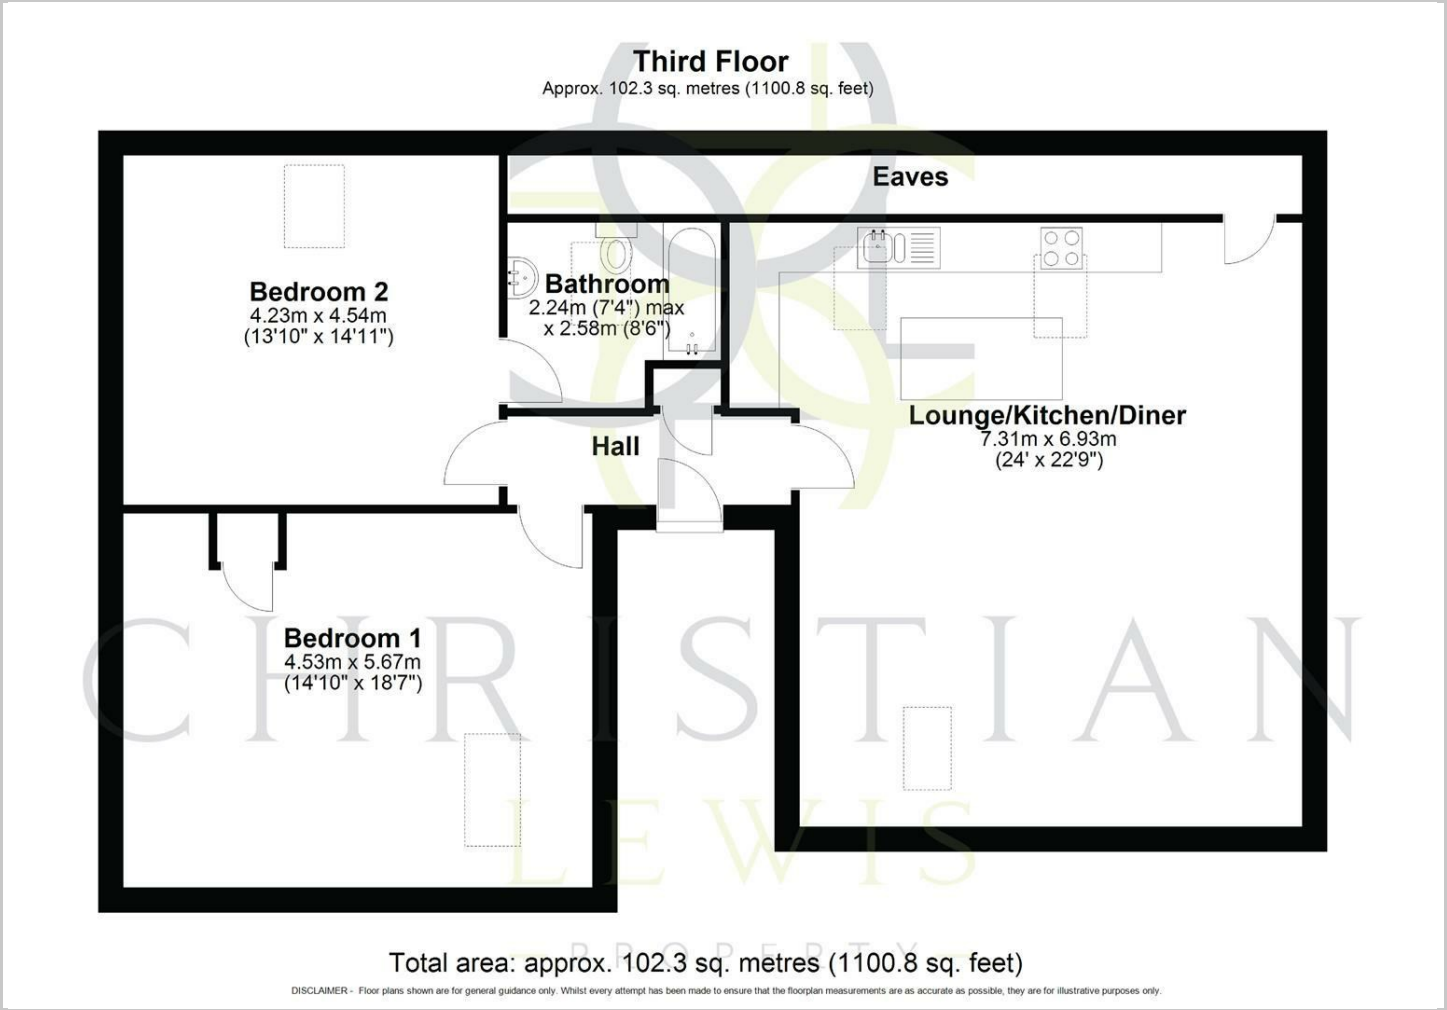 Third Floor
Approx. 102.3 sq. metres (1100.8 sq. feet)
Eaves
Bedroom 2
4.23m x 4.54m
(13'10" x 14'11")
Bathroom
2.24m (7'4") max
x 2.58m (8'6")
Lounge/Kitchen/Diner
7.31m x 6.93m
(24' x 22'9")
Hall
Bedroom 1
4.53m x 5.67m
(14'10" x 18'7")
CHRISTIAN
LEWIS
PROPERTY
Total area: approx. 102.3 sq. metres (1100.8 sq. feet)
DISCLAIMER - Floor plans shown are for general guidance only. Whilst every attempt has been made to ensure that the floorplan measurements are as accurate as possible, they are for illustrative purposes only.